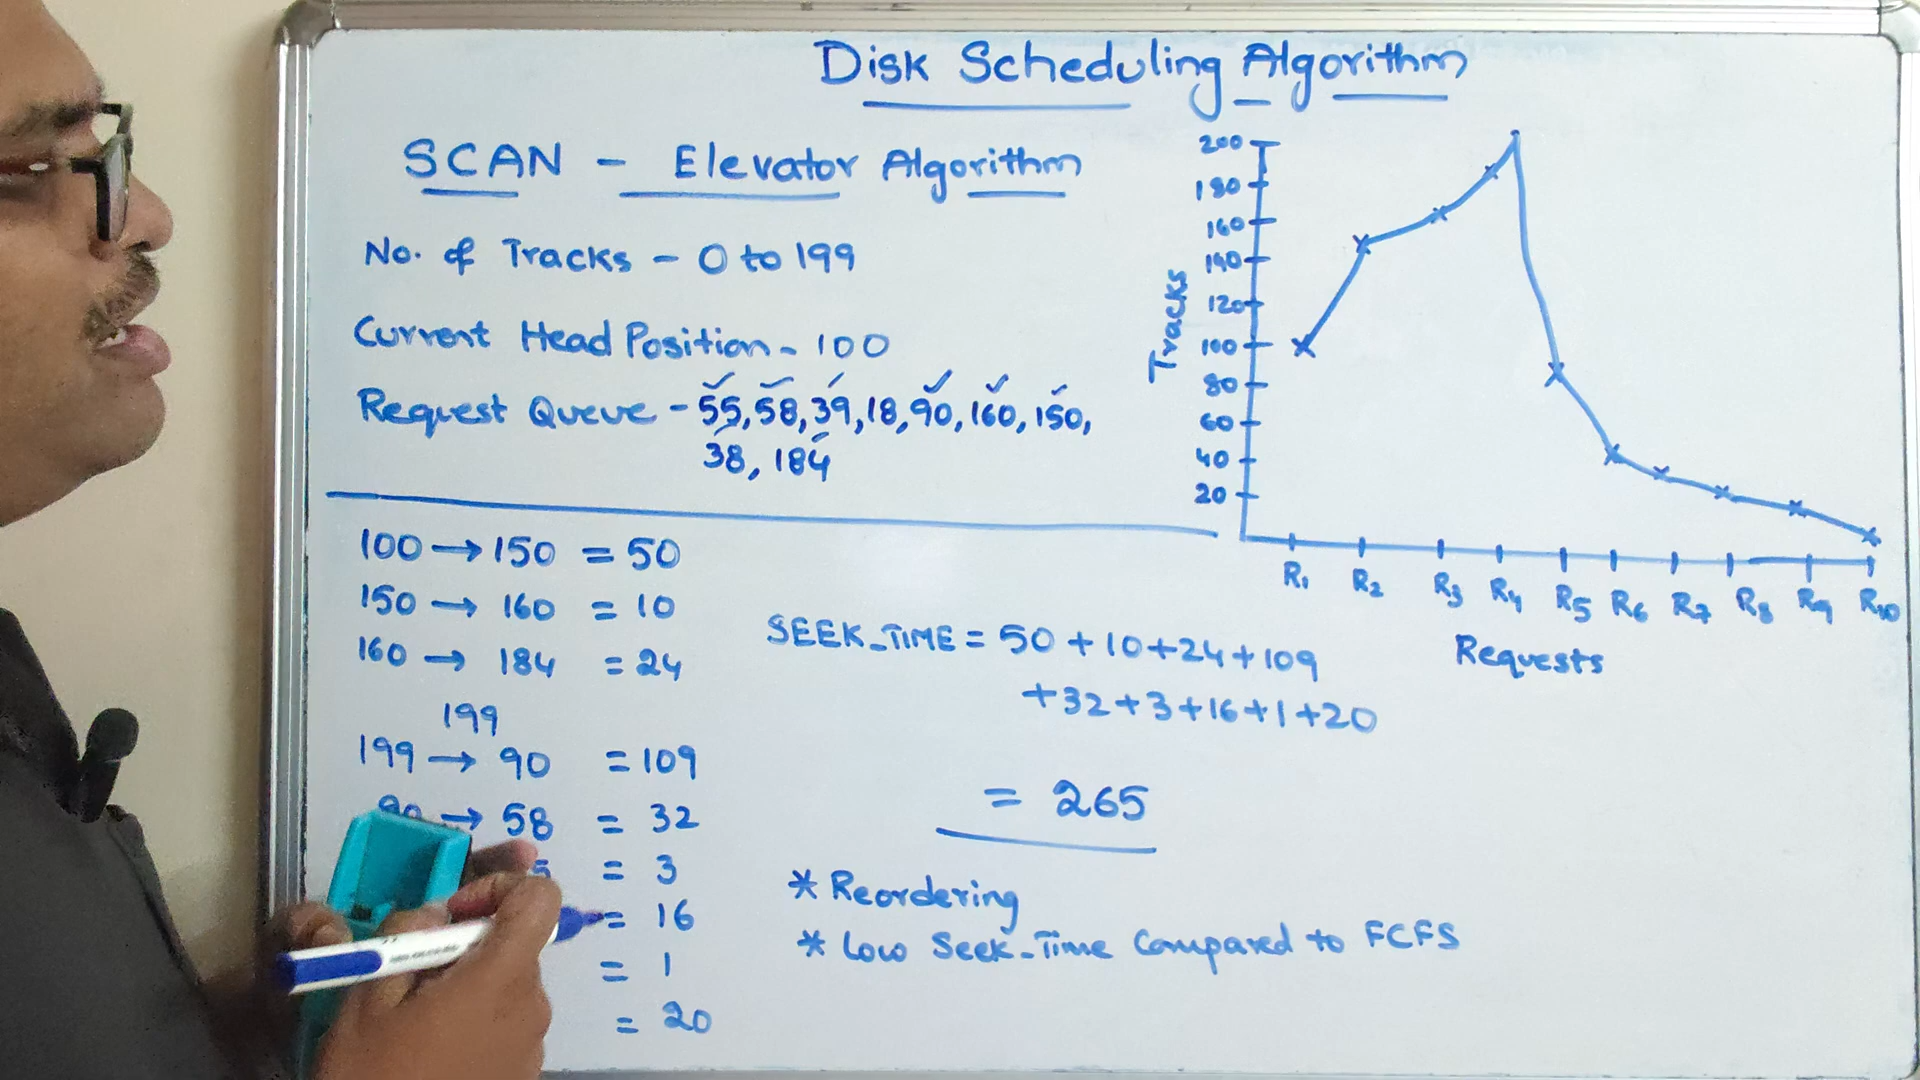 Disk Scheduling Algorithm
SCAN - Elevator Algorithm
No. of Tracks - 0 to 199
Current Head Position - 100
Request Queue - 55, 58, 39, 18, 90, 160, 150,
38, 184
100 → 150 = 50
150 → 160 = 10
160 → 184 = 24
199
199 → 90 = 109
90 → 58 = 32
= 3
= 16
= 1
= 20
SEEK_TIME = 50 + 10 + 24 + 109
+ 32 + 3 + 16 + 1 + 20
= 265
* Reordering
* Low Seek-Time Compared to FCFS
Tracks
200
180
160
140
120
100
80
60
40
20
R1 R2 R3 R4 R5 R6 R7 R8 R9 R10
Requests